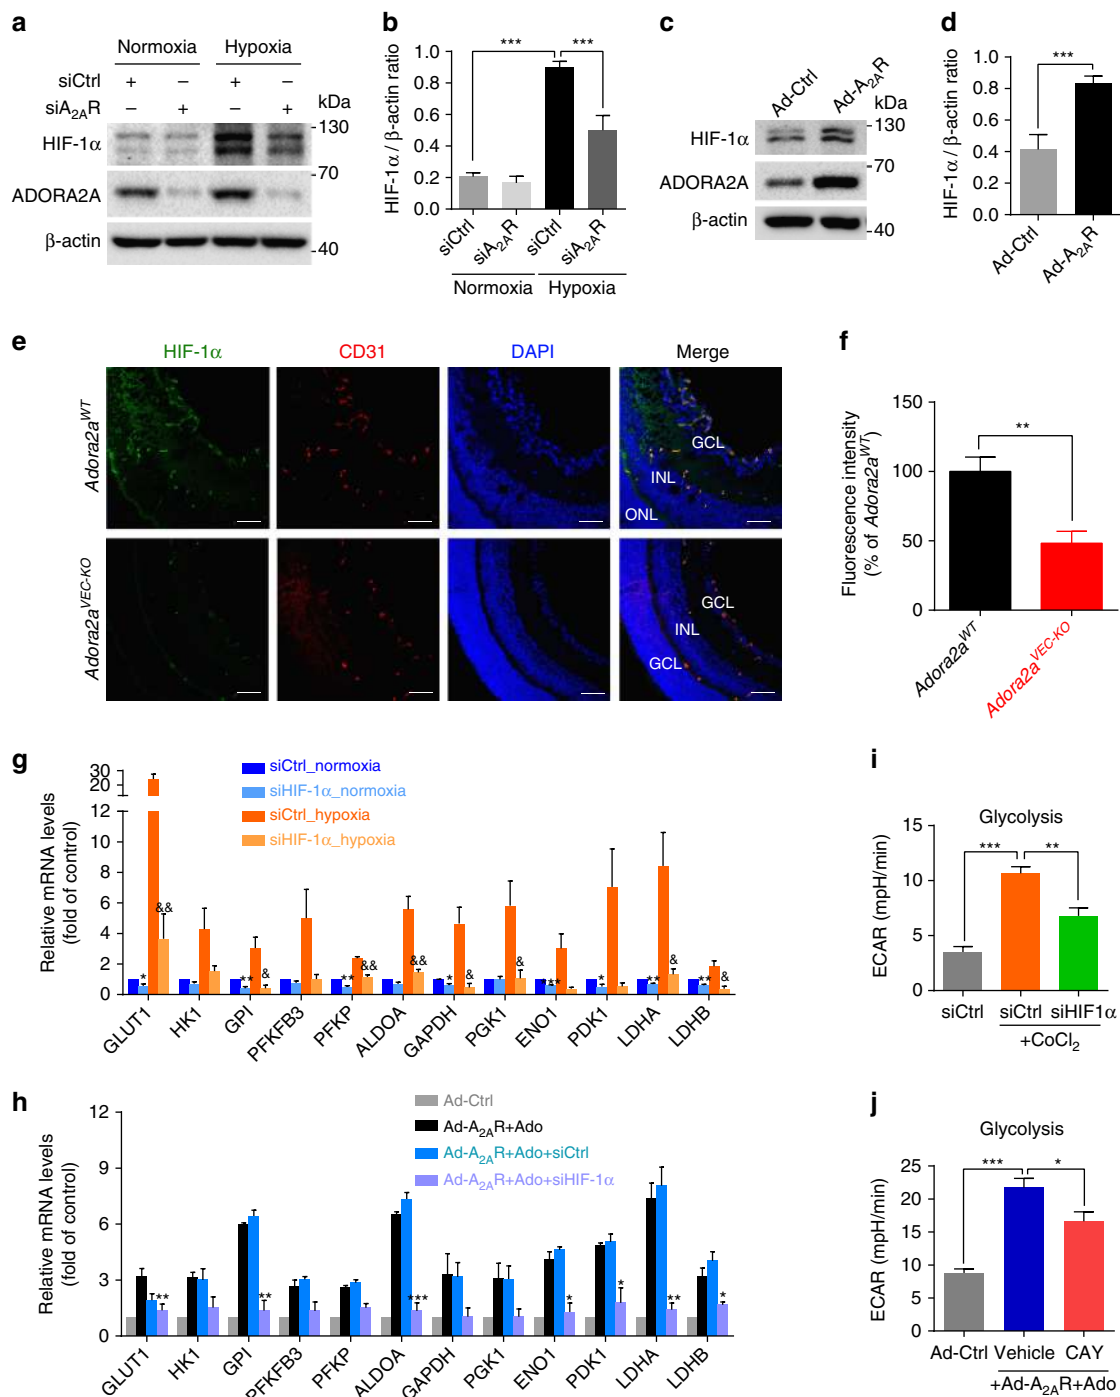 a
Normoxia Hypoxia
siCtrl + − + −
siA2AR − + − +
kDa
HIF-1α
130
70
ADORA2A
β-actin
40
b
HIF-1α / β-actin ratio
1.0
0.8
0.6
0.4
0.2
0.0
*** ***
siCtrl siA2AR siCtrl siA2AR
Normoxia Hypoxia
c
Ad-Ctrl Ad-A2AR
kDa
HIF-1α
130
70
ADORA2A
β-actin
40
d
HIF-1α / β-actin ratio
1.0
0.8
0.6
0.4
0.2
0.0
***
Ad-Ctrl Ad-A2AR
e
HIF-1α CD31 DAPI Merge
Adora2aWT
GCL
INL
ONL
Adora2aVEC-KO
GCL
INL
GCL
f
Fluorescence intensity
(% of Adora2aWT)
150
100
50
0
**
Adora2aWT Adora2aVEC-KO
g
Relative mRNA levels
(fold of control)
30
20
12
10
8
6
4
2
0
siCtrl_normoxia
siHIF-1α_normoxia
siCtrl_hypoxia
siHIF-1α_hypoxia
* && ** & ** && && * & & *** * ** & ** &
GLUT1 HK1 GPI PFKFB3 PFKP ALDOA GAPDH PGK1 ENO1 PDK1 LDHA LDHB
i
Glycolysis
ECAR (mpH/min)
15
10
5
0
*** **
siCtrl siCtrl siHIF1α
+CoCl2
h
Relative mRNA levels
(fold of control)
12
9
6
3
0
Ad-Ctrl
Ad-A2AR+Ado
Ad-A2AR+Ado+siCtrl
Ad-A2AR+Ado+siHIF-1α
** ** *** * * ** *
GLUT1 HK1 GPI PFKFB3 PFKP ALDOA GAPDH PGK1 ENO1 PDK1 LDHA LDHB
j
Glycolysis
ECAR (mpH/min)
25
20
15
10
5
0
*** *
Ad-Ctrl Vehicle CAY
+Ad-A2AR+Ado